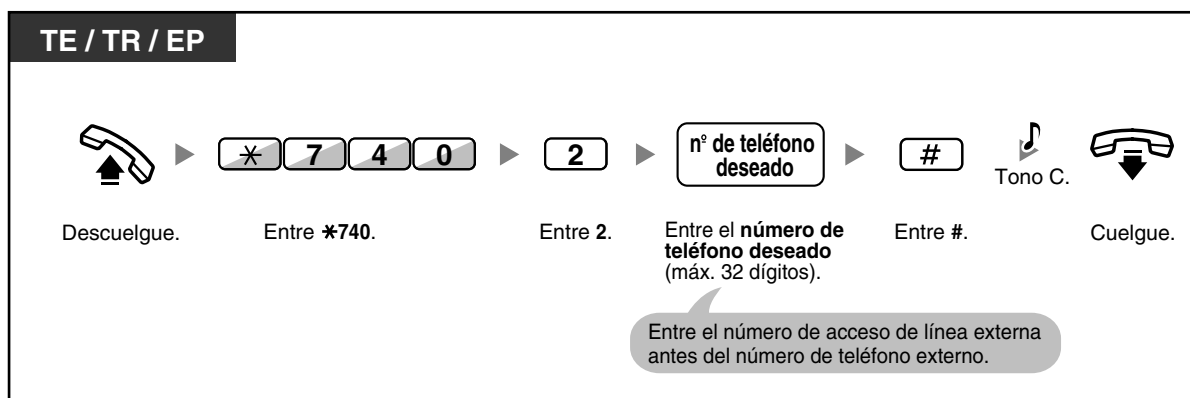 TE / TR / EP
* 7 4 0
2
nº de teléfono
deseado
#
Tono C.
Descuelgue.
Entre *740.
Entre 2.
Entre el número de
teléfono deseado
(máx. 32 dígitos).
Entre #.
Cuelgue.
Entre el número de acceso de línea externa
antes del número de teléfono externo.